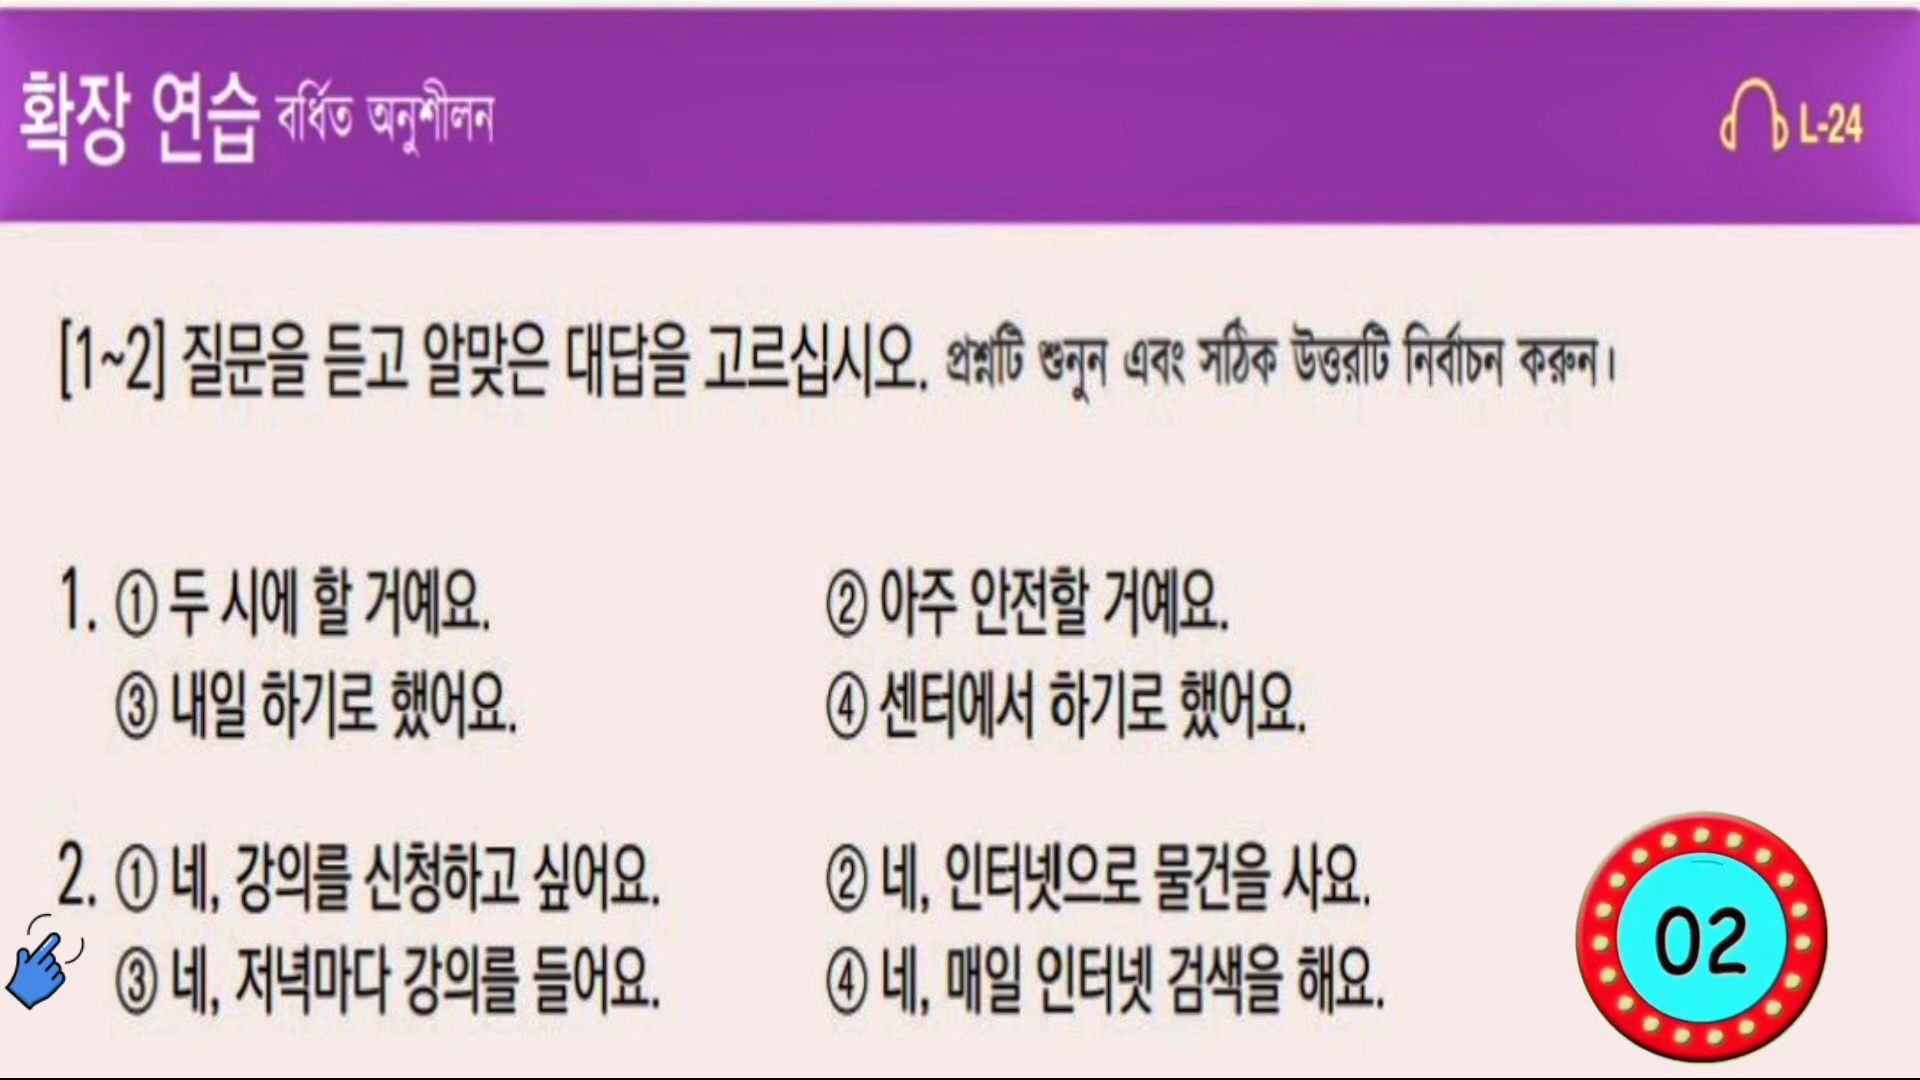 확장 연습 বর্ধিত অনুশীলন L-24
[1~2] 질문을 듣고 알맞은 대답을 고르십시오. প্রশ্নটি শুনুন এবং সঠিক উত্তরটি নির্বাচন করুন।
1. ① 두 시에 할 거예요. ② 아주 안전할 거예요.
③ 내일 하기로 했어요. ④ 센터에서 하기로 했어요.
2. ① 네, 강의를 신청하고 싶어요. ② 네, 인터넷으로 물건을 사요.
③ 네, 저녁마다 강의를 들어요. ④ 네, 매일 인터넷 검색을 해요.
02